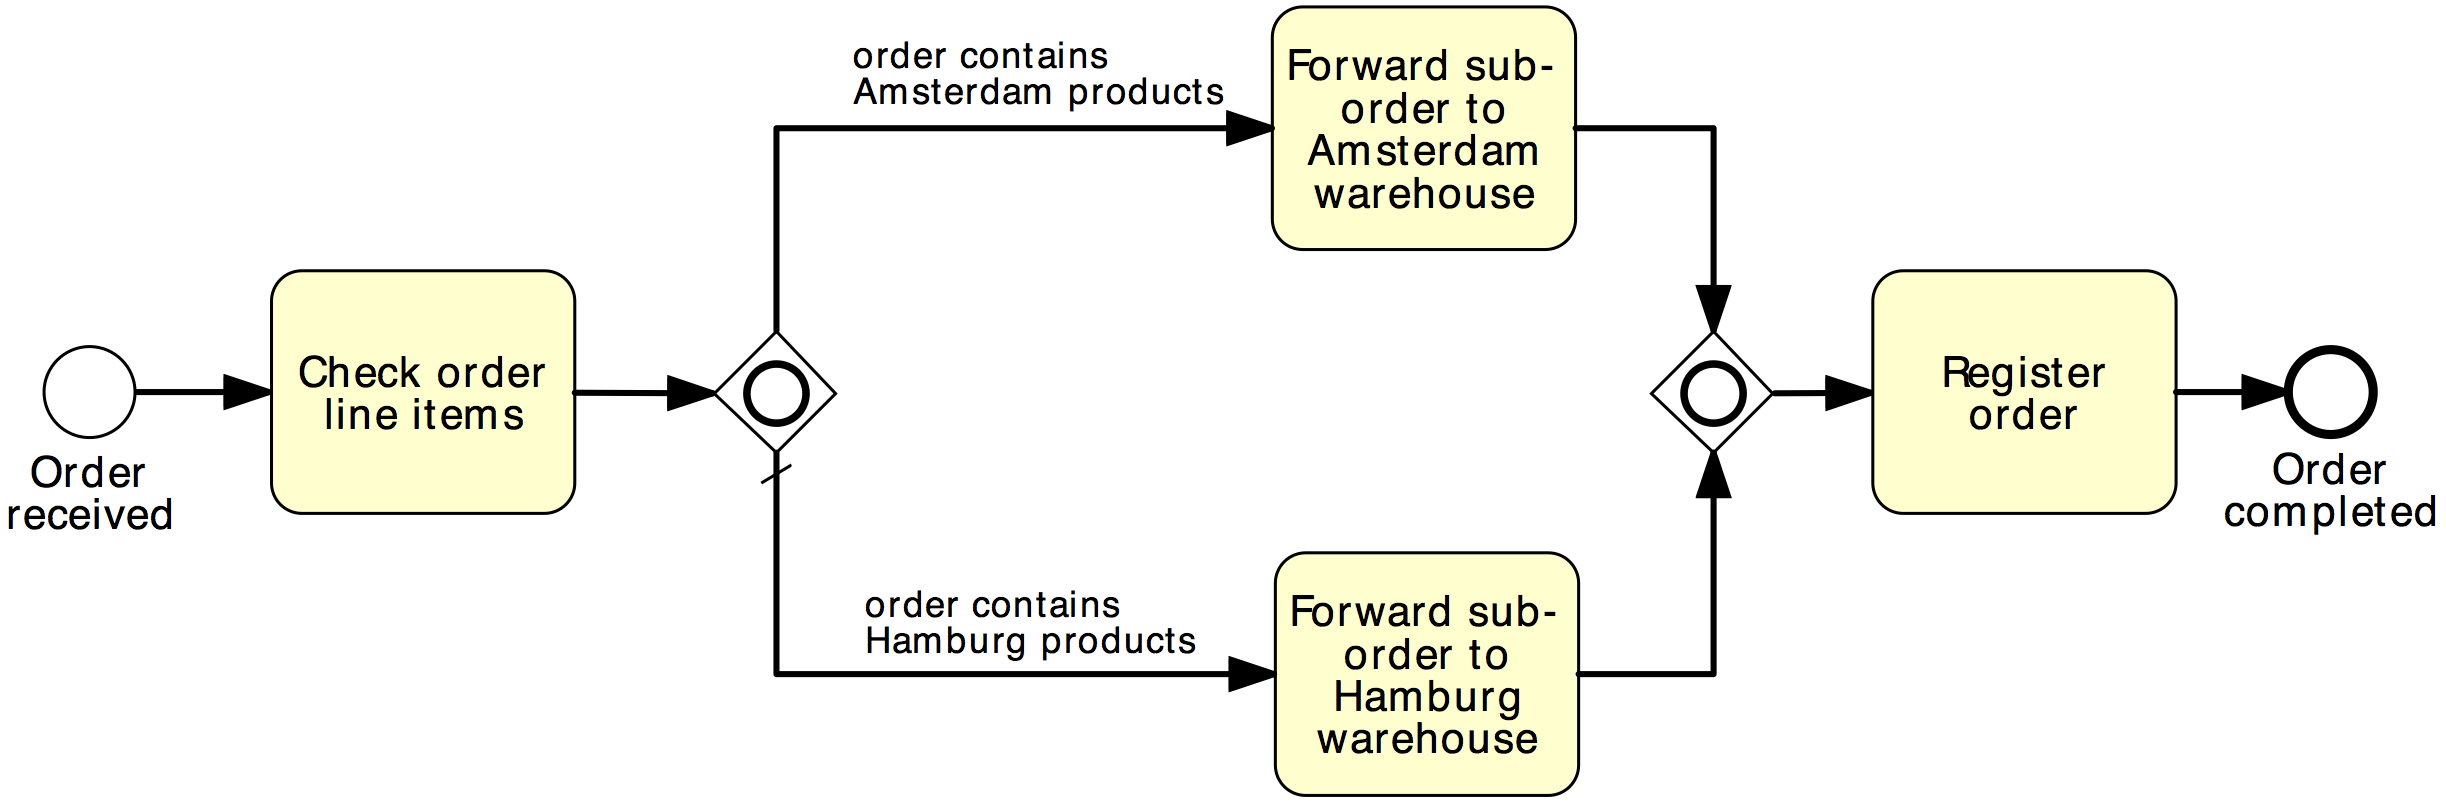 Order
received
Check order
line items
order contains
Amsterdam products
Forward sub-
order to
Amsterdam
warehouse
order contains
Hamburg products
Forward sub-
order to
Hamburg
warehouse
Register
order
Order
completed